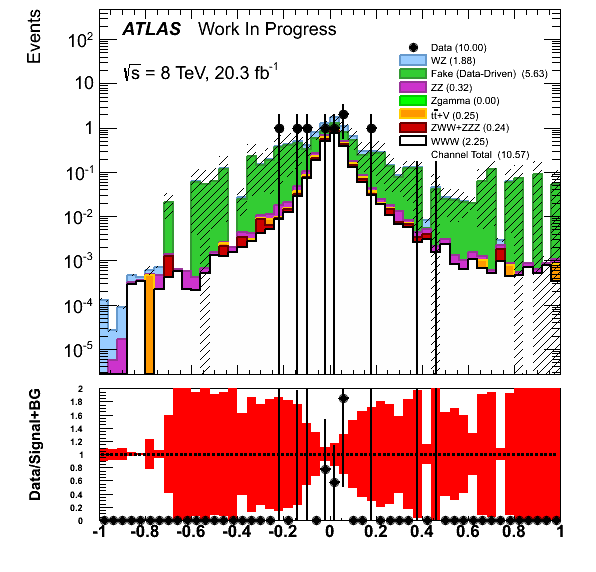 ATLAS Work In Progress
√s = 8 TeV, 20.3 fb⁻¹
Events
10²
10
1
10⁻¹
10⁻²
10⁻³
10⁻⁴
10⁻⁵
Data (10.00)
WZ (1.88)
Fake (Data-Driven) (5.63)
ZZ (0.32)
Zgamma (0.00)
tt̄+V (0.25)
ZWW+ZZZ (0.24)
WWW (2.25)
Channel Total (10.57)
Data/Signal+BG
2
1.8
1.6
1.4
1.2
1
0.8
0.6
0.4
0.2
0
-1 -0.8 -0.6 -0.4 -0.2 0 0.2 0.4 0.6 0.8 1